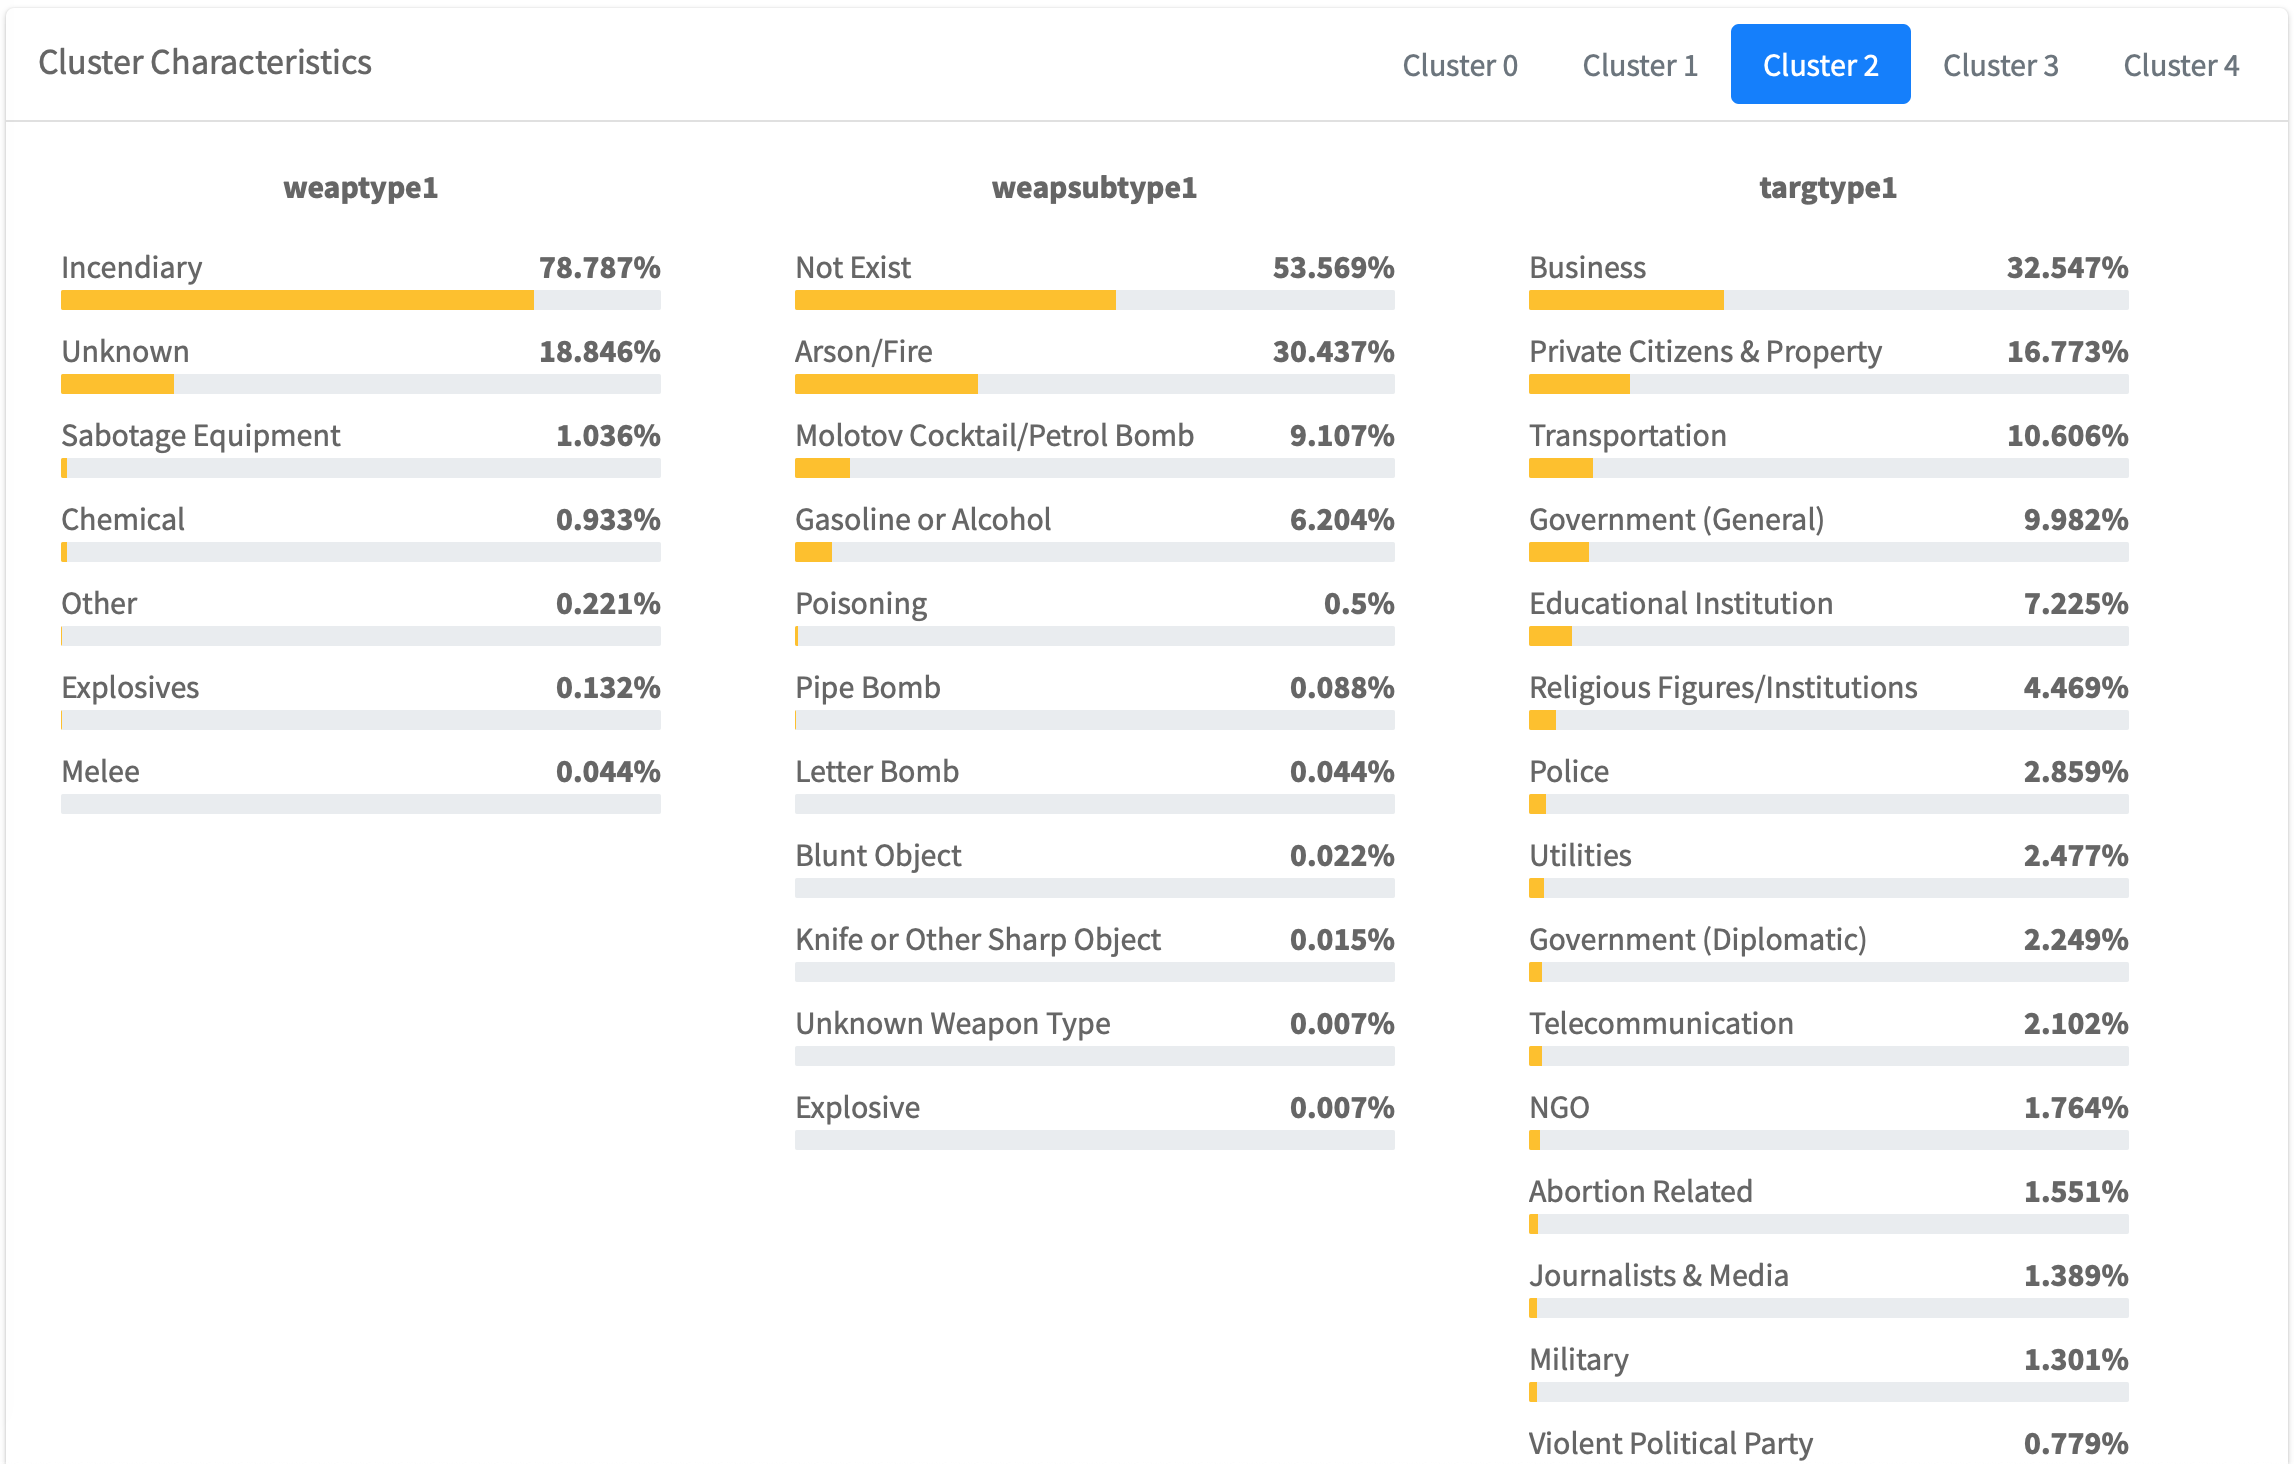 Cluster Characteristics
Cluster 0
Cluster 1
Cluster 2
Cluster 3
Cluster 4
weaptype1
Incendiary 78.787%
Unknown 18.846%
Sabotage Equipment 1.036%
Chemical 0.933%
Other 0.221%
Explosives 0.132%
Melee 0.044%
weapsubtype1
Not Exist 53.569%
Arson/Fire 30.437%
Molotov Cocktail/Petrol Bomb 9.107%
Gasoline or Alcohol 6.204%
Poisoning 0.5%
Pipe Bomb 0.088%
Letter Bomb 0.044%
Blunt Object 0.022%
Knife or Other Sharp Object 0.015%
Unknown Weapon Type 0.007%
Explosive 0.007%
targtype1
Business 32.547%
Private Citizens & Property 16.773%
Transportation 10.606%
Government (General) 9.982%
Educational Institution 7.225%
Religious Figures/Institutions 4.469%
Police 2.859%
Utilities 2.477%
Government (Diplomatic) 2.249%
Telecommunication 2.102%
NGO 1.764%
Abortion Related 1.551%
Journalists & Media 1.389%
Military 1.301%
Violent Political Party 0.779%